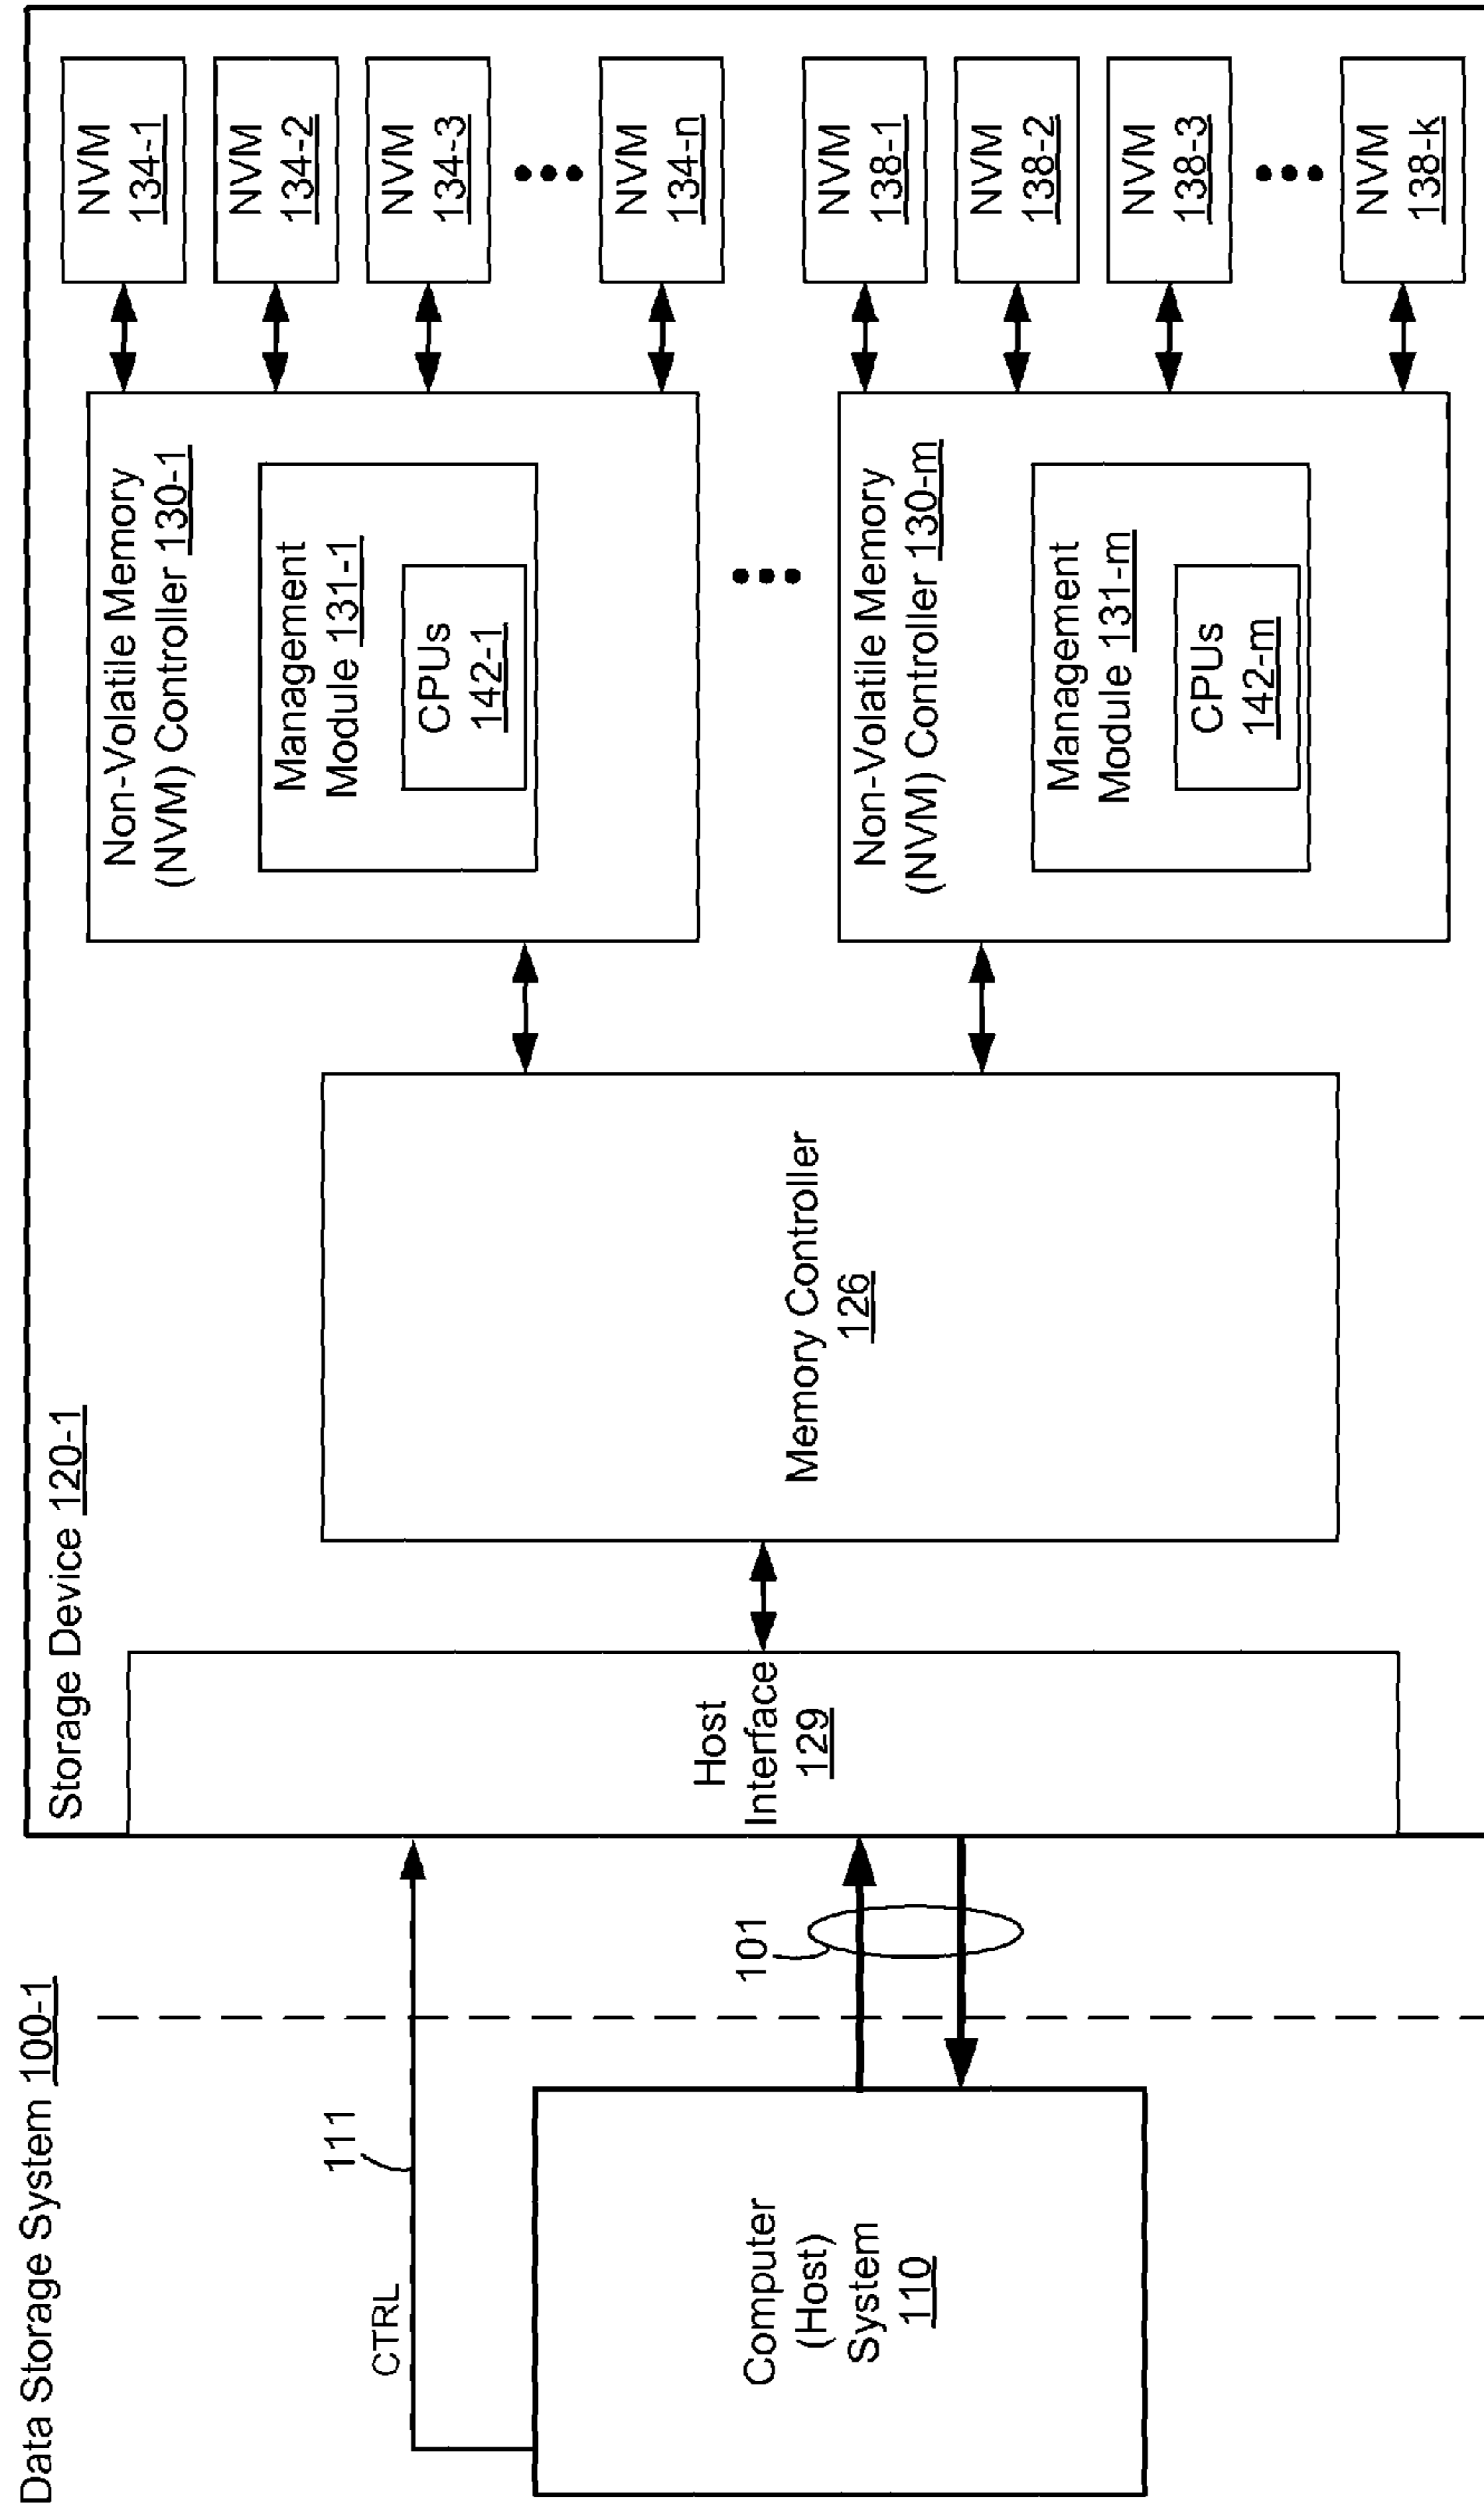 Data Storage System 100-1
Computer
(Host)
System
110
CTRL
111
101
Storage Device 120-1
Host
Interface
129
Memory Controller
126
Non-Volatile Memory
(NVM) Controller 130-1
Management
Module 131-1
CPUs
142-1
Non-Volatile Memory
(NVM) Controller 130-m
Management
Module 131-m
CPUs
142-m
NVM
134-1
NVM
134-2
NVM
134-3
NVM
134-n
NVM
138-1
NVM
138-2
NVM
138-3
NVM
138-k